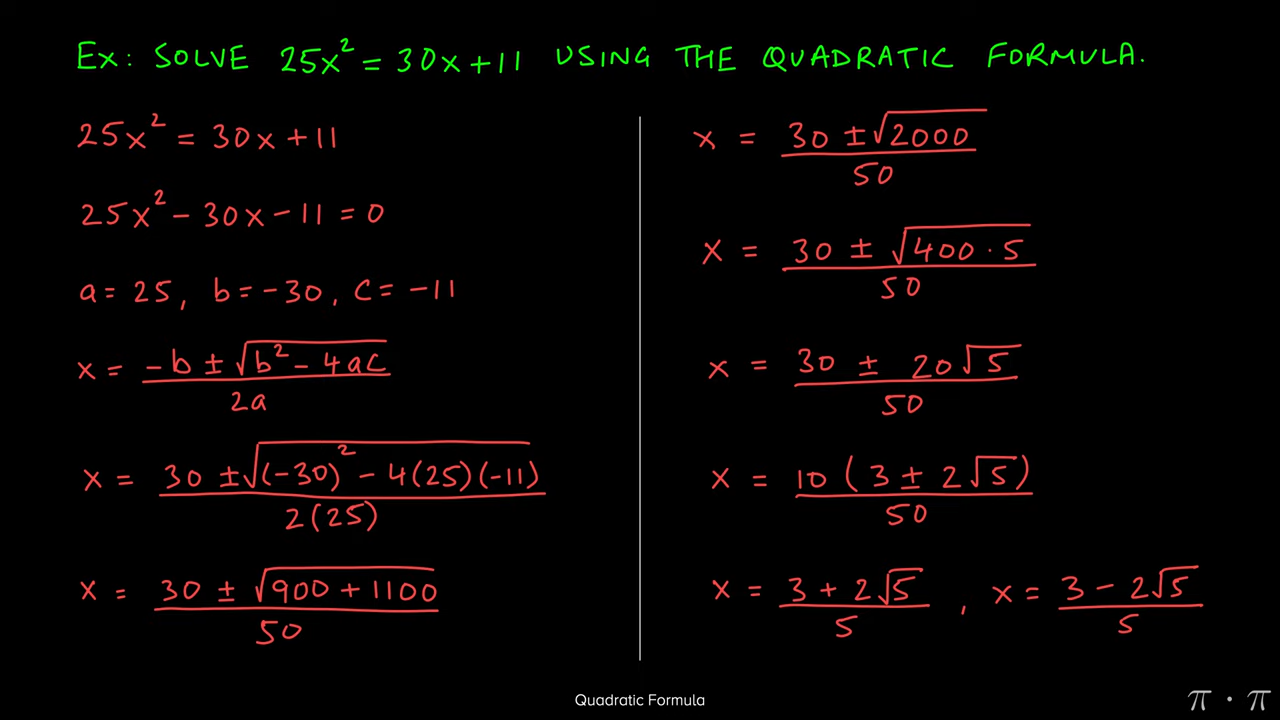 Ex: SOLVE 25x² = 30x + 11 USING THE QUADRATIC FORMULA.
25x² = 30x + 11
25x² − 30x − 11 = 0
a = 25, b = −30, c = −11
x = (−b ± √(b² − 4ac)) / 2a
x = (30 ± √((−30)² − 4(25)(−11))) / 2(25)
x = (30 ± √(900 + 1100)) / 50
x = (30 ± √2000) / 50
x = (30 ± √(400 · 5)) / 50
x = (30 ± 20√5) / 50
x = 10(3 ± 2√5) / 50
x = (3 + 2√5) / 5, x = (3 − 2√5) / 5
Quadratic Formula
π · π